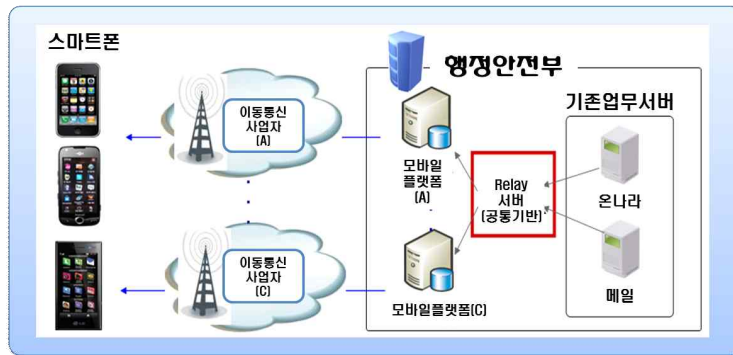 스마트폰
이동통신
사업자
(A)
이동통신
사업자
(C)
행정안전부
모바일
플랫폼
(A)
모바일플랫폼(C)
Relay
서버
(공통기반)
기존업무서버
온나라
메일